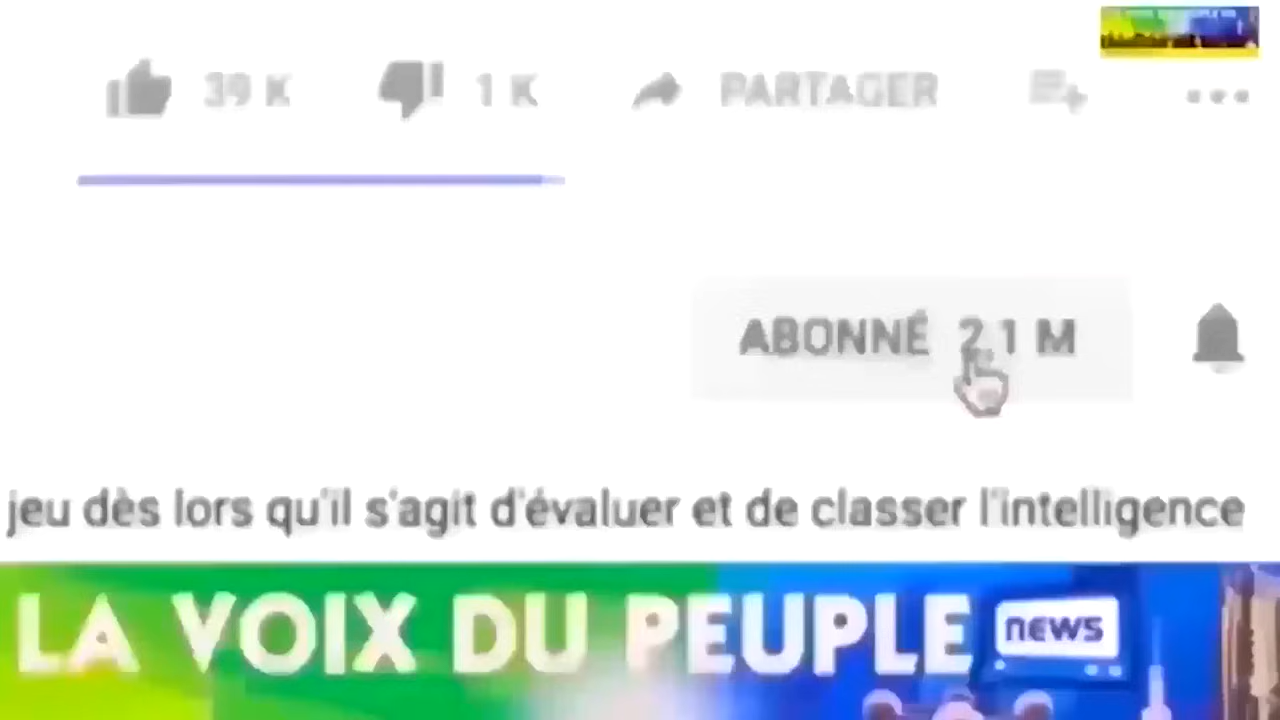 39 K 1 K PARTAGER
ABONNÉ 2,1 M
jeu dès lors qu'il s'agit d'évaluer et de classer l'intelligence
LA VOIX DU PEUPLE news